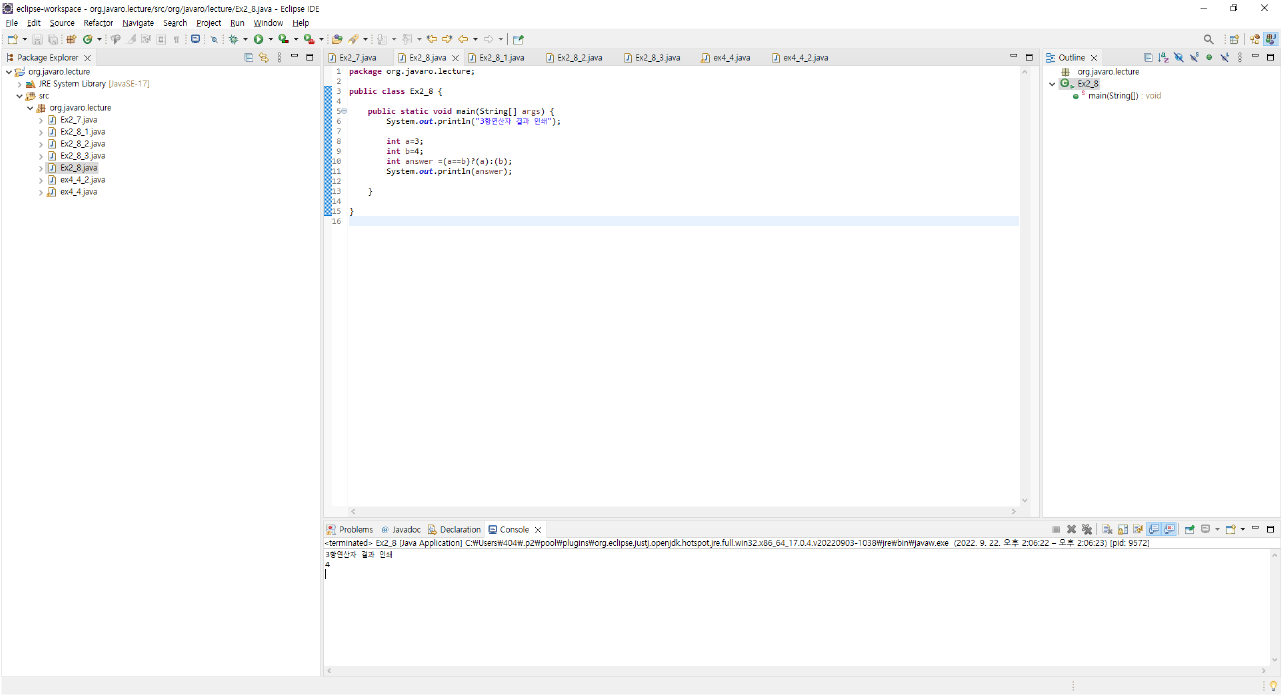 eclipse-workspace - org.javaro.lecture/src/org/javaro/lecture/Ex2_8.java - Eclipse IDE
File Edit Source Refactor Navigate Search Project Run Window Help
Package Explorer
org.javaro.lecture
JRE System Library [JavaSE-17]
src
org.javaro.lecture
Ex2_7.java
Ex2_8_1.java
Ex2_8_2.java
Ex2_8_3.java
Ex2_8.java
ex4_4_2.java
ex4_4.java
Ex2_7.java Ex2_8.java Ex2_8_1.java Ex2_8_2.java Ex2_8_3.java ex4_4.java ex4_4_2.java
1 package org.javaro.lecture;
2
3 public class Ex2_8 {
4
5 public static void main(String[] args) {
6 System.out.println("3항연산자 결과 인쇄");
7
8 int a=3;
9 int b=4;
10 int answer =(a==b)?(a):(b);
11 System.out.println(answer);
12
13 }
14
15 }
16
Outline
org.javaro.lecture
Ex2_8
main(String[]) : void
Problems Javadoc Declaration Console
<terminated> Ex2_8 [Java Application] C:₩Users₩404₩.p2₩pool₩plugins₩org.eclipse.justj.openjdk.hotspot.jre.full.win32.x86_64_17.0.4.v20220903-1038₩jre₩bin₩javaw.exe (2022. 9. 22. 오후 2:06:22 – 오후 2:06:23) [pid: 9572]
3항연산자 결과 인쇄
4